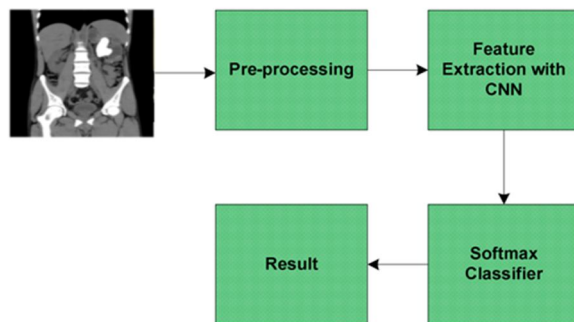 Pre-processing
Feature
Extraction with
CNN
Softmax
Classifier
Result